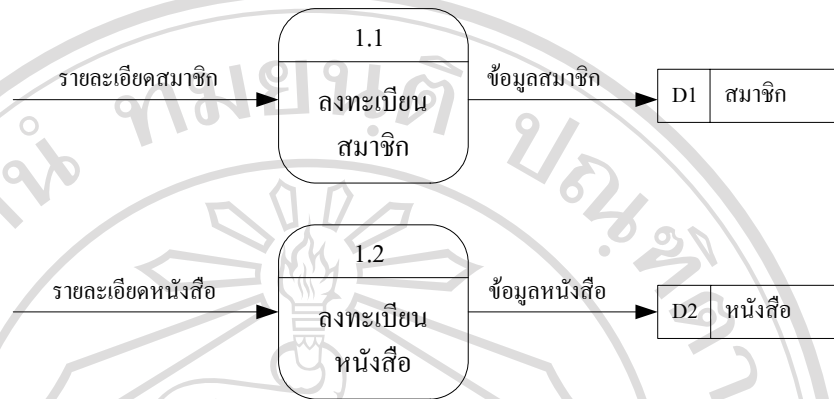 1.1
รายละเอียดสมาชิก
ลงทะเบียน
สมาชิก
ข้อมูลสมาชิก
D1 สมาชิก
1.2
รายละเอียดหนังสือ
ลงทะเบียน
หนังสือ
ข้อมูลหนังสือ
D2 หนังสือ